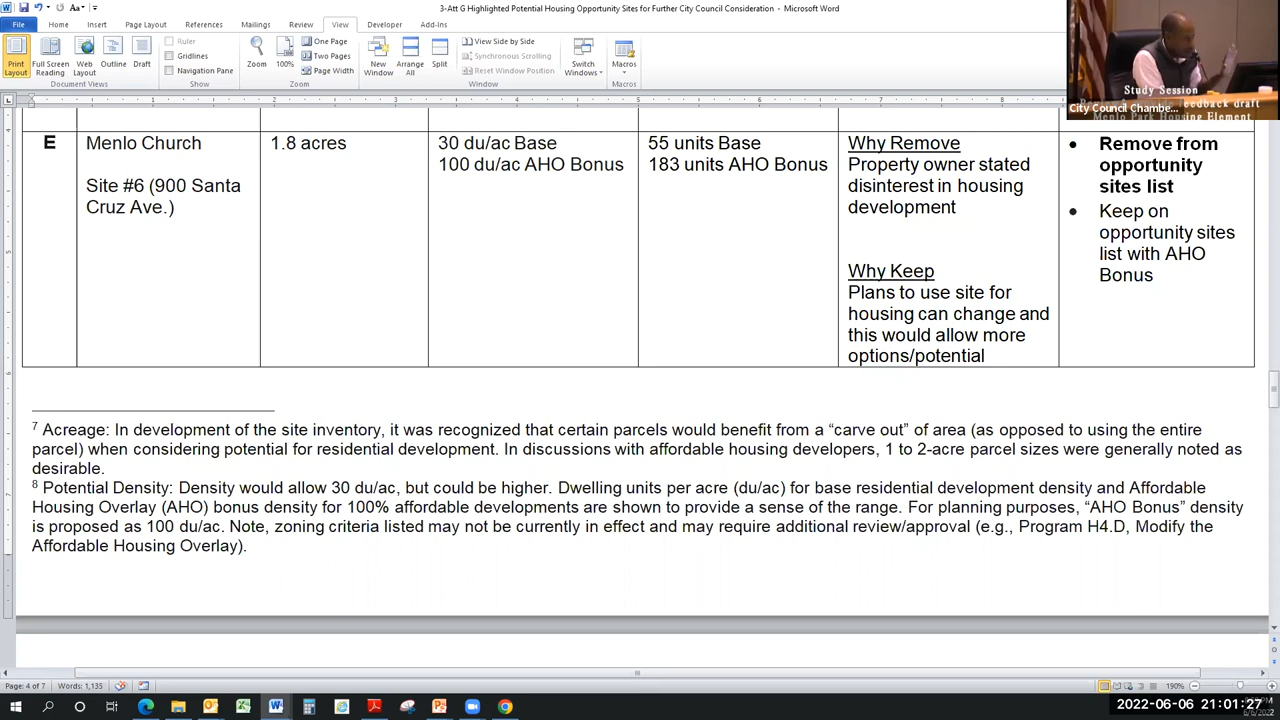 3-Att G Highlighted Potential Housing Opportunity Sites for Further City Council Consideration - Microsoft Word
File Home Insert Page Layout References Mailings Review View Developer Add-Ins
Print Layout
Full Screen Reading
Web Layout
Outline
Draft
Document Views
Ruler
Gridlines
Navigation Pane
Show
Zoom
100%
One Page
Two Pages
Page Width
Zoom
New Window
Arrange All
Split
View Side by Side
Synchronous Scrolling
Reset Window Position
Window
Switch Windows
Macros
Macros
Study Session
City Council Chambe...
feedback draft
Menlo Park Housing Element
E
Menlo Church
Site #6 (900 Santa
Cruz Ave.)
1.8 acres
30 du/ac Base
100 du/ac AHO Bonus
55 units Base
183 units AHO Bonus
Why Remove
Property owner stated
disinterest in housing
development
Why Keep
Plans to use site for
housing can change and
this would allow more
options/potential
• Remove from
opportunity
sites list
• Keep on
opportunity sites
list with AHO
Bonus
7 Acreage: In development of the site inventory, it was recognized that certain parcels would benefit from a “carve out” of area (as opposed to using the entire
parcel) when considering potential for residential development. In discussions with affordable housing developers, 1 to 2-acre parcel sizes were generally noted as
desirable.
8 Potential Density: Density would allow 30 du/ac, but could be higher. Dwelling units per acre (du/ac) for base residential development density and Affordable
Housing Overlay (AHO) bonus density for 100% affordable developments are shown to provide a sense of the range. For planning purposes, “AHO Bonus” density
is proposed as 100 du/ac. Note, zoning criteria listed may not be currently in effect and may require additional review/approval (e.g., Program H4.D, Modify the
Affordable Housing Overlay).
Page: 4 of 7 Words: 1,135
190%
2022-06-06 21:01:27